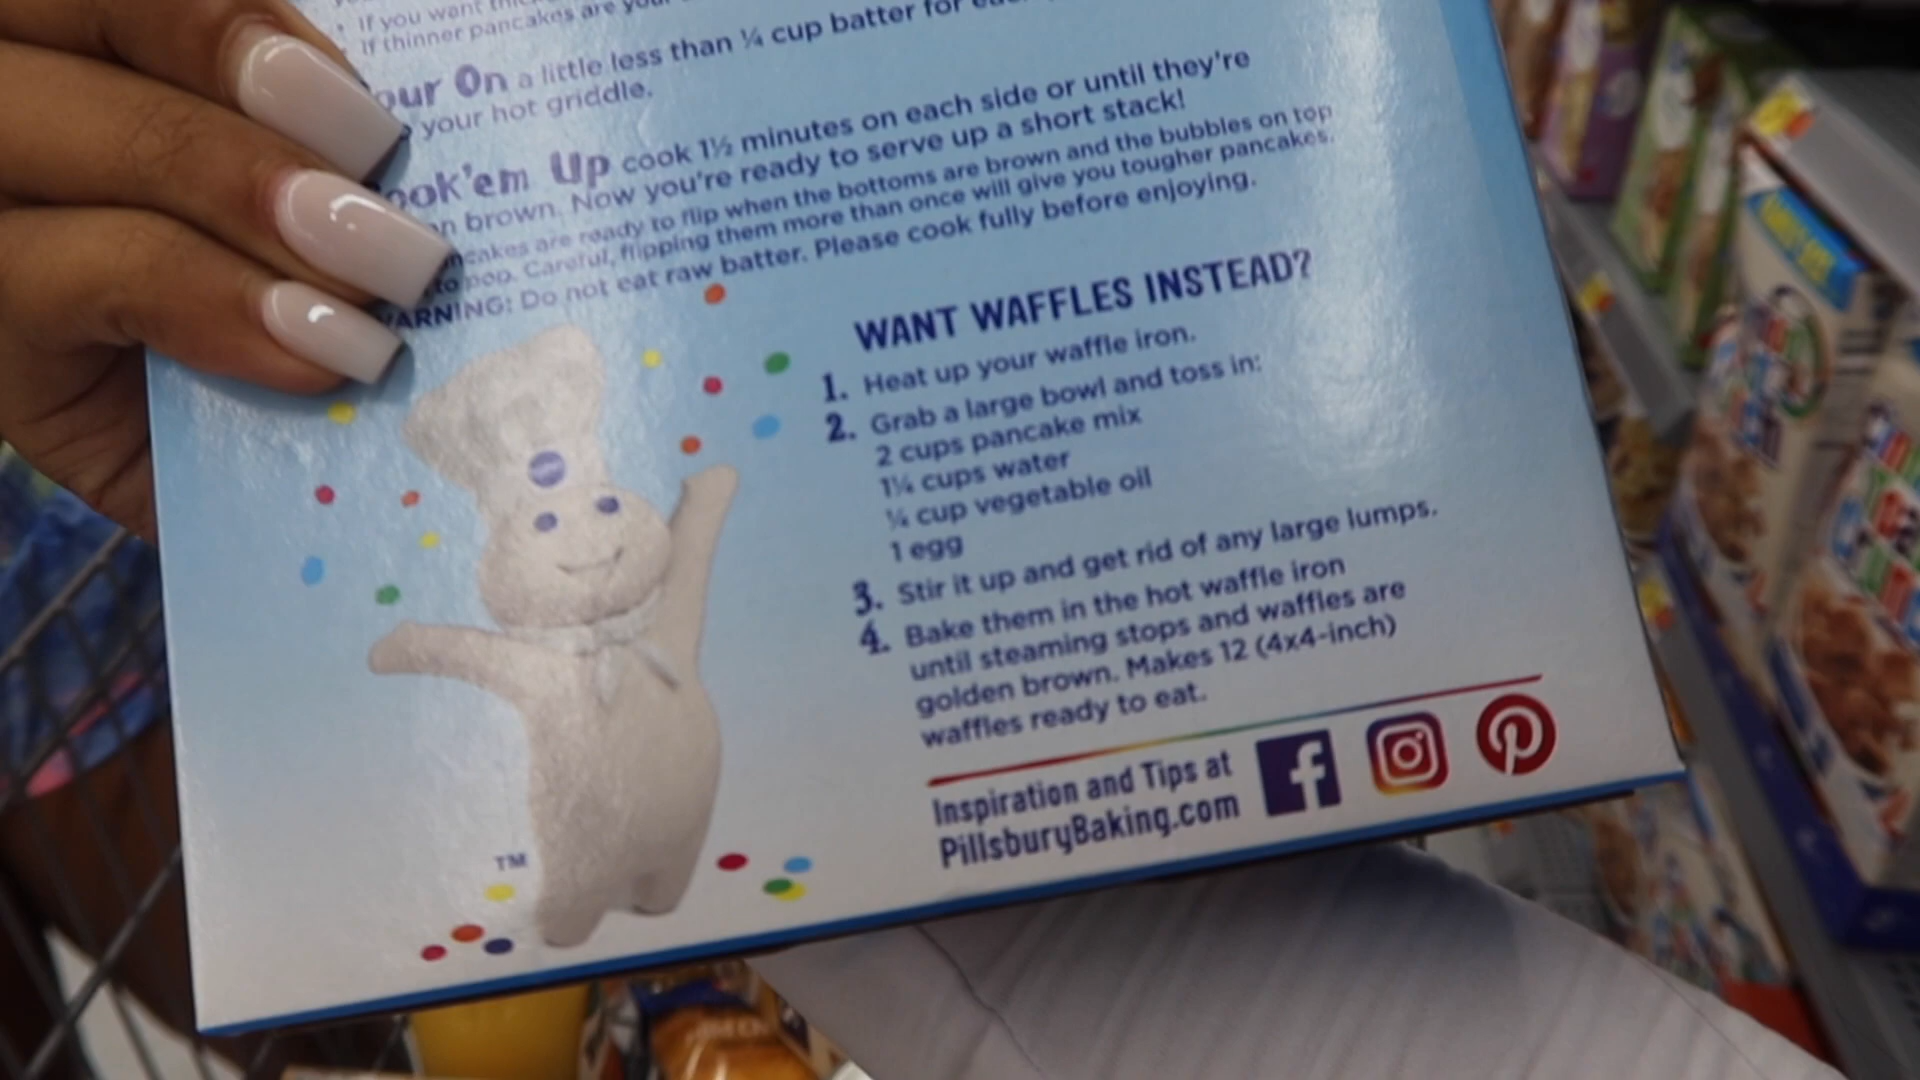 • If you want
• If thinner pancakes are
our On a little less than ¼ cup batter for
your hot griddle.
ook'em Up cook 1½ minutes on each side or until they're
n brown. Now you're ready to serve up a short stack!
ncakes are ready to flip when the bottoms are brown and the bubbles on top
to pop. Careful, flipping them more than once will give you tougher pancakes.
WARNING: Do not eat raw batter. Please cook fully before enjoying.
WANT WAFFLES INSTEAD?
1. Heat up your waffle iron.
2. Grab a large bowl and toss in:
2 cups pancake mix
1¼ cups water
¼ cup vegetable oil
1 egg
3. Stir it up and get rid of any large lumps.
4. Bake them in the hot waffle iron
until steaming stops and waffles are
golden brown. Makes 12 (4x4-inch)
waffles ready to eat.
Inspiration and Tips at
PillsburyBaking.com
TM